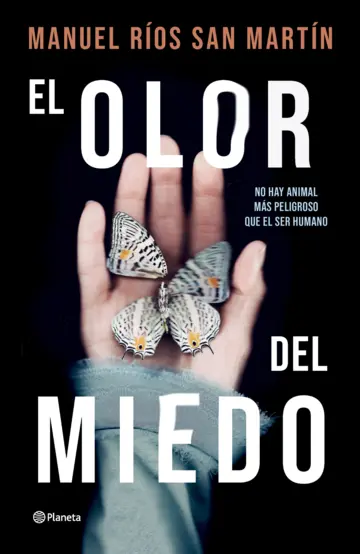 MANUEL RÍOS SAN MARTÍN
EL OLOR
NO HAY ANIMAL
MÁS PELIGROSO
QUE EL SER HUMANO
DEL
MIEDO
Planeta